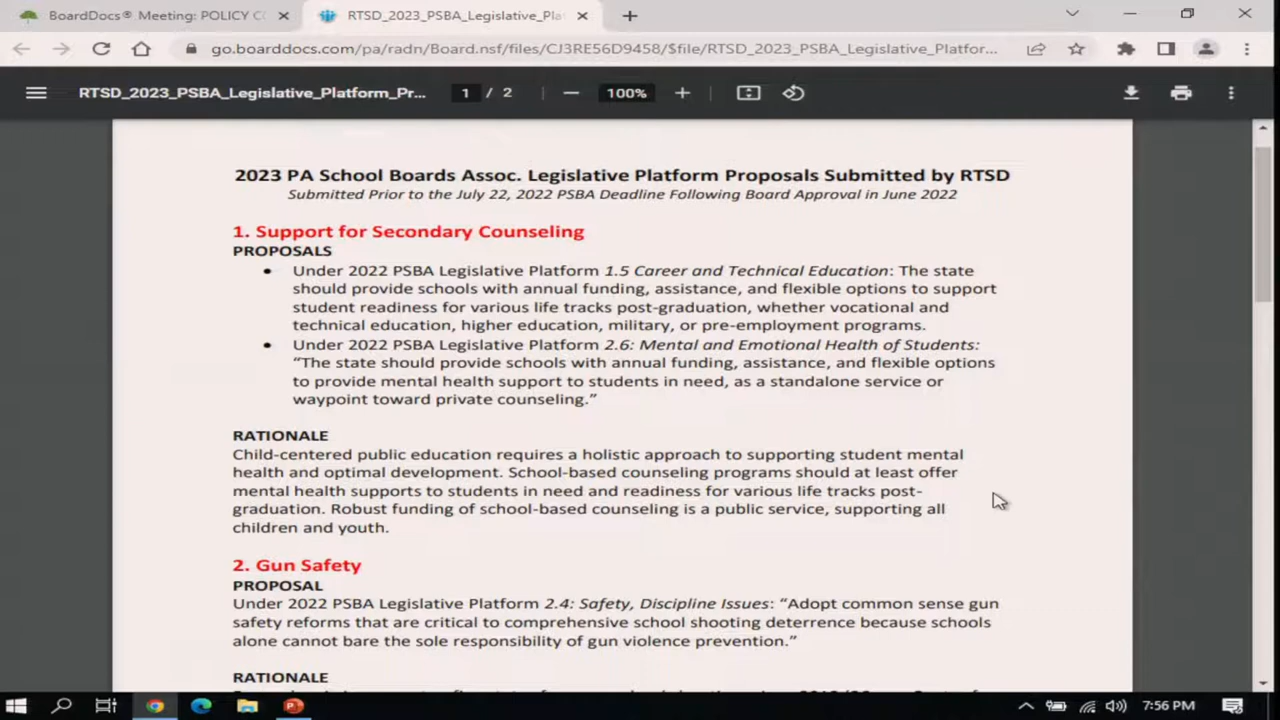 BoardDocs® Meeting: POLICY CO
RTSD_2023_PSBA_Legislative_Pla
go.boarddocs.com/pa/radn/Board.nsf/files/CJ3RE56D9458/$file/RTSD_2023_PSBA_Legislative_Platfor...
RTSD_2023_PSBA_Legislative_Platform_Pr... 1 / 2 100%
2023 PA School Boards Assoc. Legislative Platform Proposals Submitted by RTSD
Submitted Prior to the July 22, 2022 PSBA Deadline Following Board Approval in June 2022
1. Support for Secondary Counseling
PROPOSALS
• Under 2022 PSBA Legislative Platform 1.5 Career and Technical Education: The state
should provide schools with annual funding, assistance, and flexible options to support
student readiness for various life tracks post-graduation, whether vocational and
technical education, higher education, military, or pre-employment programs.
• Under 2022 PSBA Legislative Platform 2.6: Mental and Emotional Health of Students:
“The state should provide schools with annual funding, assistance, and flexible options
to provide mental health support to students in need, as a standalone service or
waypoint toward private counseling.”
RATIONALE
Child-centered public education requires a holistic approach to supporting student mental
health and optimal development. School-based counseling programs should at least offer
mental health supports to students in need and readiness for various life tracks post-
graduation. Robust funding of school-based counseling is a public service, supporting all
children and youth.
2. Gun Safety
PROPOSAL
Under 2022 PSBA Legislative Platform 2.4: Safety, Discipline Issues: “Adopt common sense gun
safety reforms that are critical to comprehensive school shooting deterrence because schools
alone cannot bare the sole responsibility of gun violence prevention.”
RATIONALE
7:56 PM